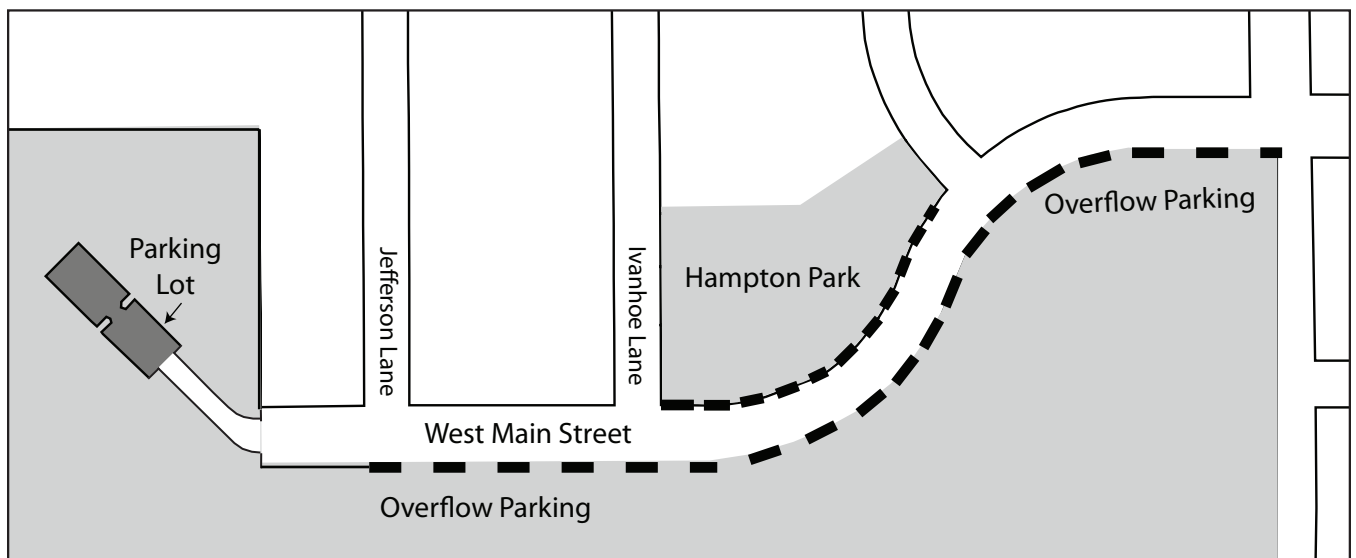 Overflow Parking
Parking
Lot
Jefferson Lane
Ivanhoe Lane
Hampton Park
West Main Street
Overflow Parking